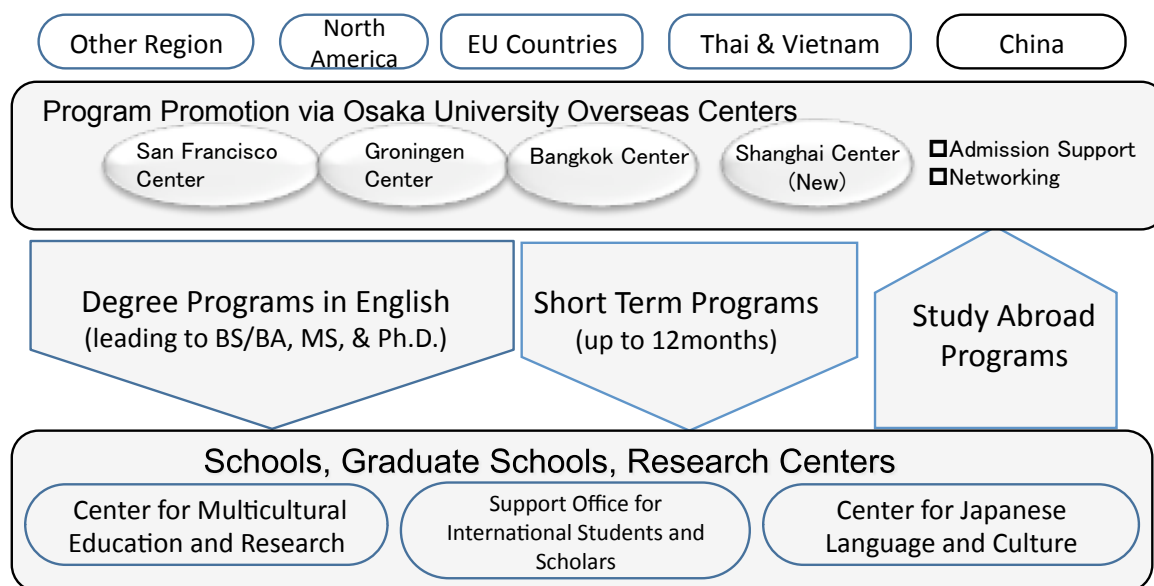 Other Region
North
America
EU Countries
Thai & Vietnam
China
Program Promotion via Osaka University Overseas Centers
San Francisco
Center
Groningen
Center
Bangkok Center
Shanghai Center
(New)
Admission Support
Networking
Degree Programs in English
(leading to BS/BA, MS, & Ph.D.)
Short Term Programs
(up to 12months)
Study Abroad
Programs
Schools, Graduate Schools, Research Centers
Center for Multicultural
Education and Research
Support Office for
International Students and
Scholars
Center for Japanese
Language and Culture